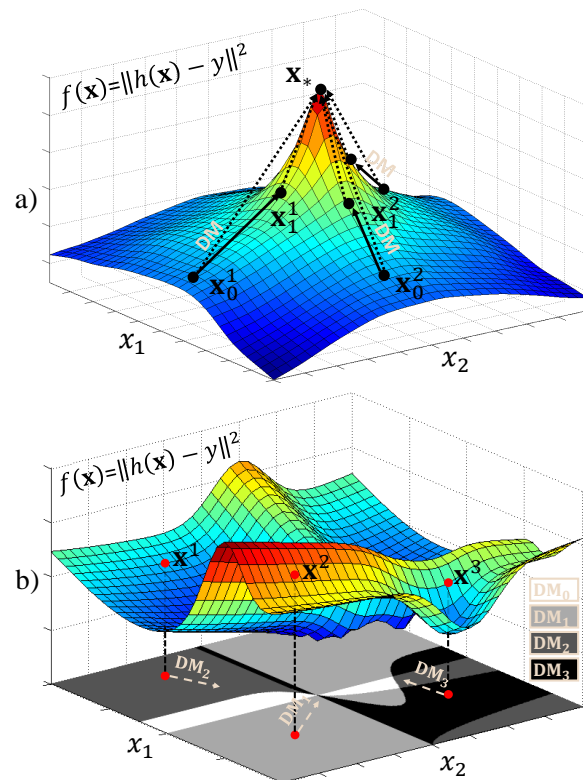 f(x)=‖h(x) − y‖²
x∗
DM
a)
x₁¹
x₁²
DM
DM
x₀¹
x₀²
x₁
x₂
f(x)=‖h(x) − y‖²
x¹
x²
x³
b)
DM₀
DM₁
DM₂
DM₃
DM₂
DM₃
DM
x₁
x₂